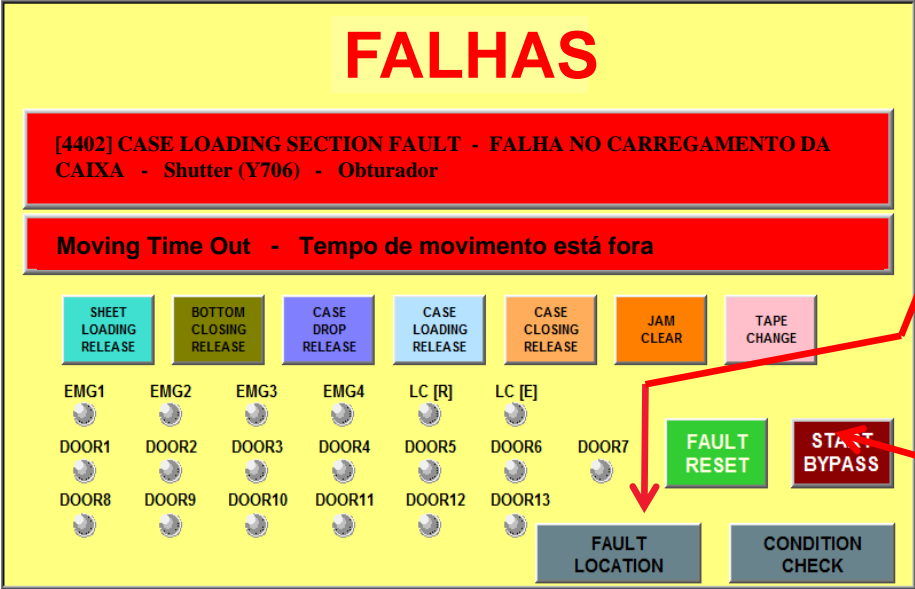 FALHAS
[4402] CASE LOADING SECTION FAULT - FALHA NO CARREGAMENTO DA
CAIXA - Shutter (Y706) - Obturador
Moving Time Out - Tempo de movimento está fora
SHEET
LOADING
RELEASE
BOTTOM
CLOSING
RELEASE
CASE
DROP
RELEASE
CASE
LOADING
RELEASE
CASE
CLOSING
RELEASE
JAM
CLEAR
TAPE
CHANGE
EMG1 EMG2 EMG3 EMG4 LC [R] LC [E]
DOOR1 DOOR2 DOOR3 DOOR4 DOOR5 DOOR6 DOOR7
DOOR8 DOOR9 DOOR10 DOOR11 DOOR12 DOOR13
FAULT
RESET
START
BYPASS
FAULT
LOCATION
CONDITION
CHECK